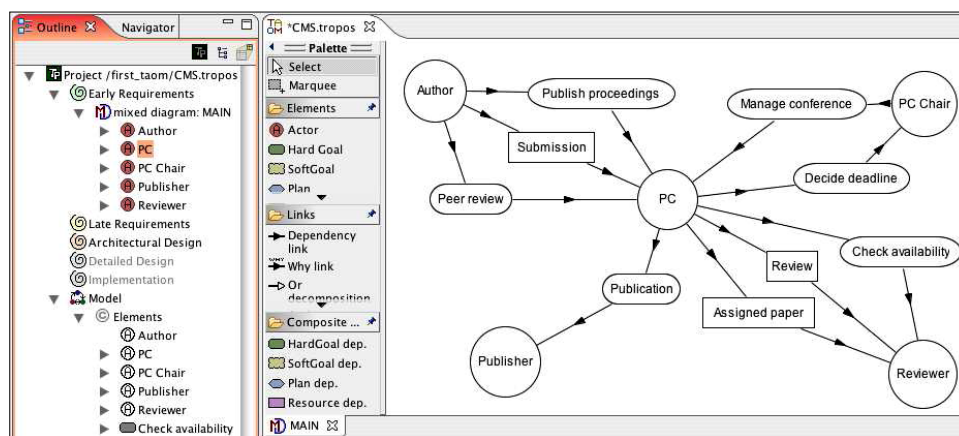 Outline
Navigator
Project /first_taom/CMS.tropos
Early Requirements
mixed diagram: MAIN
Author
PC
PC Chair
Publisher
Reviewer
Late Requirements
Architectural Design
Detailed Design
Implementation
Model
Elements
Author
PC
PC Chair
Publisher
Reviewer
Check availability
*CMS.tropos
Palette
Select
Marquee
Elements
Actor
Hard Goal
SoftGoal
Plan
Links
Dependency
link
Why link
Or
decomposition
Composite ...
HardGoal dep.
SoftGoal dep.
Plan dep.
Resource dep.
MAIN
Author
Publish proceedings
Manage conference
PC Chair
Submission
Decide deadline
Peer review
PC
Check availability
Review
Publication
Assigned paper
Publisher
Reviewer